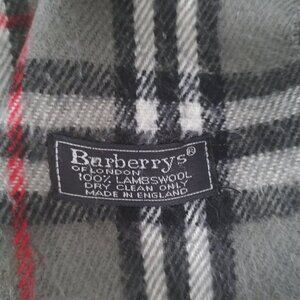 Burberrys®
OF LONDON
100% LAMBSWOOL
DRY CLEAN ONLY
MADE IN ENGLAND